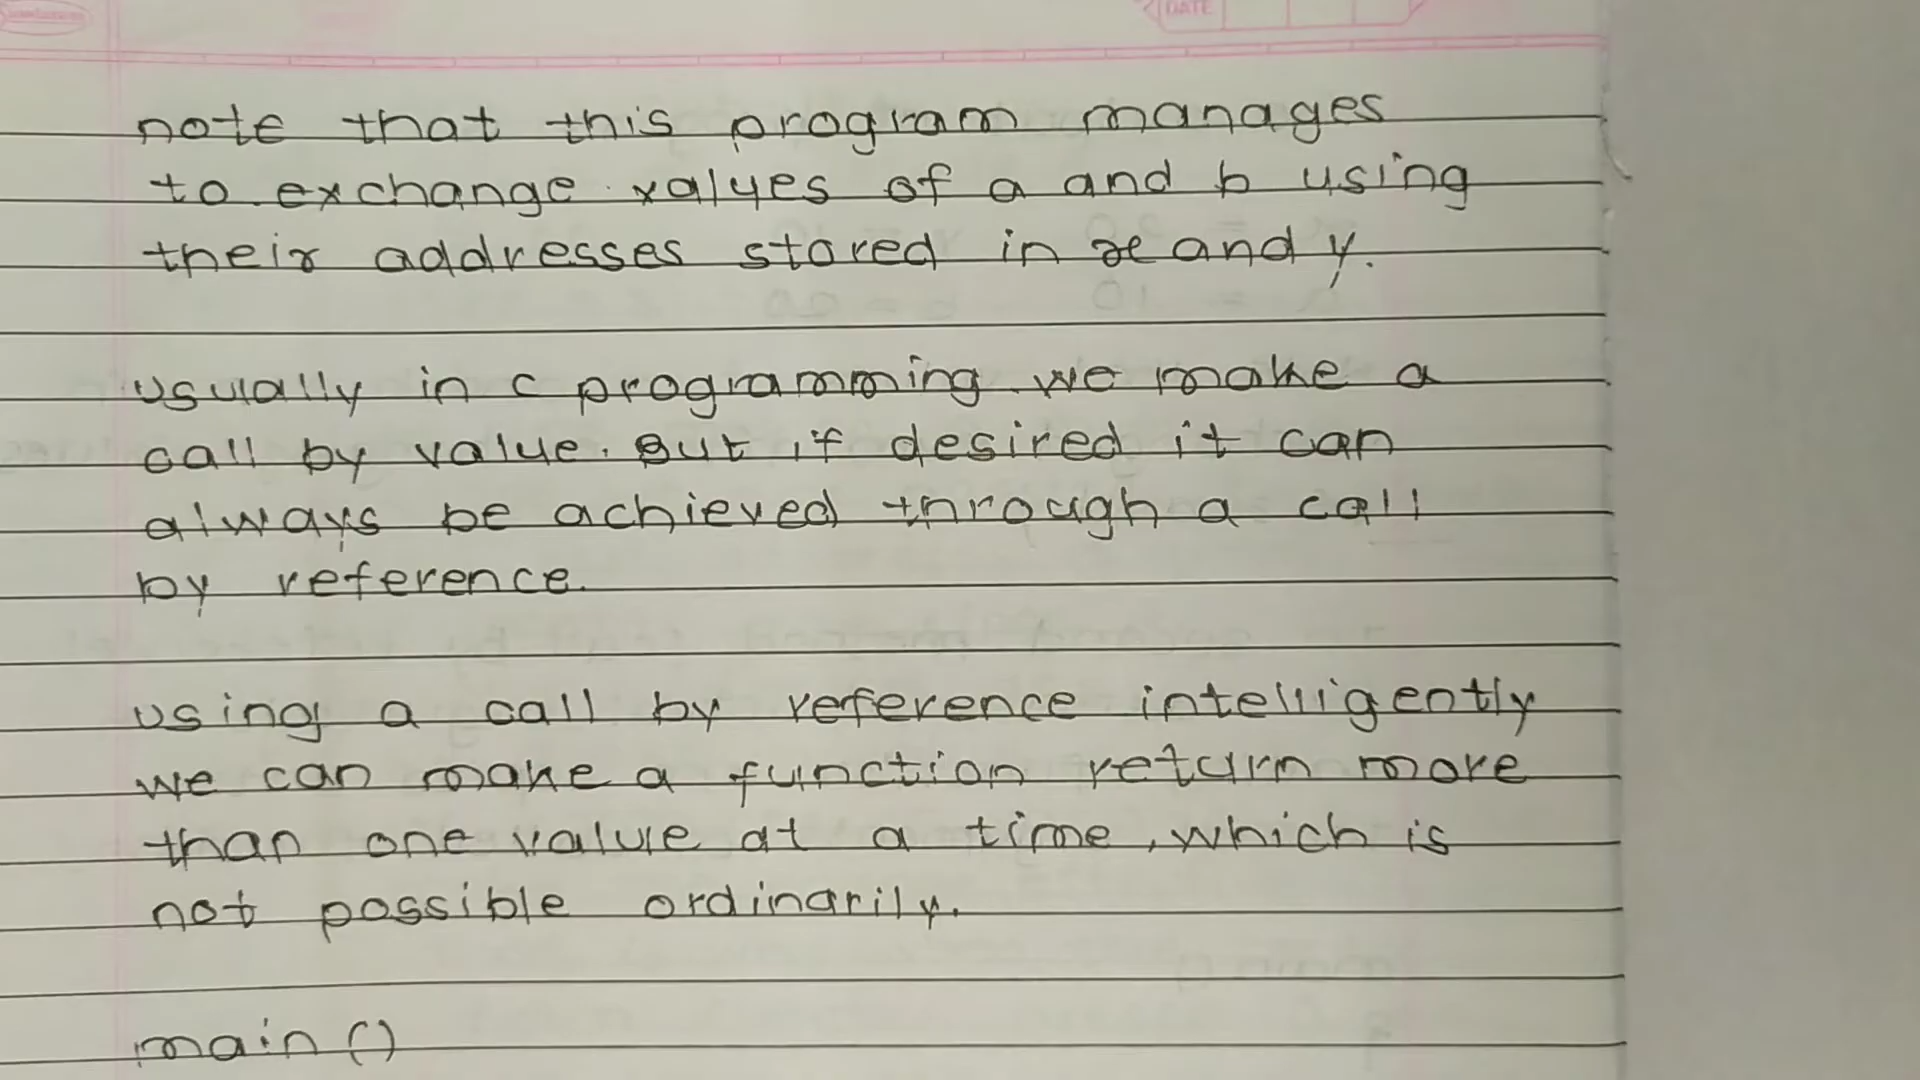 DATE
note that this program manages
to exchange values of a and b using
their addresses stored in x and y.
usually in c programming we make a
call by value. But if desired it can
always be achieved through a call
by reference.
using a call by reference intelligently
we can make a function return more
than one value at a time, which is
not possible ordinarily.
main ()